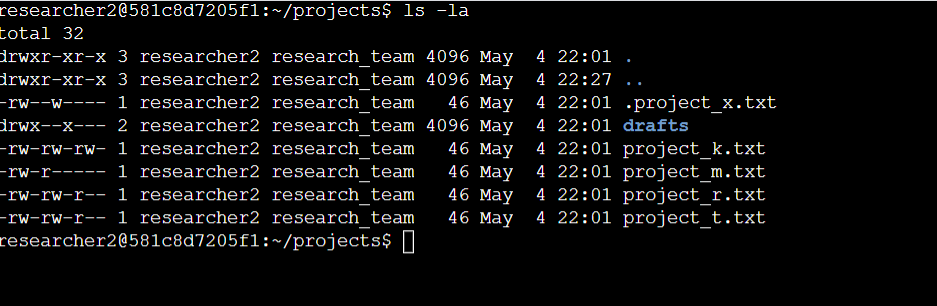 researcher2@581c8d7205f1:~/projects$ ls -la
total 32
drwxr-xr-x 3 researcher2 research_team 4096 May  4 22:01 .
drwxr-xr-x 3 researcher2 research_team 4096 May  4 22:27 ..
-rw--w---- 1 researcher2 research_team   46 May  4 22:01 .project_x.txt
drwx--x--- 2 researcher2 research_team 4096 May  4 22:01 drafts
-rw-rw-rw- 1 researcher2 research_team   46 May  4 22:01 project_k.txt
-rw-r----- 1 researcher2 research_team   46 May  4 22:01 project_m.txt
-rw-rw-r-- 1 researcher2 research_team   46 May  4 22:01 project_r.txt
-rw-rw-r-- 1 researcher2 research_team   46 May  4 22:01 project_t.txt
researcher2@581c8d7205f1:~/projects$